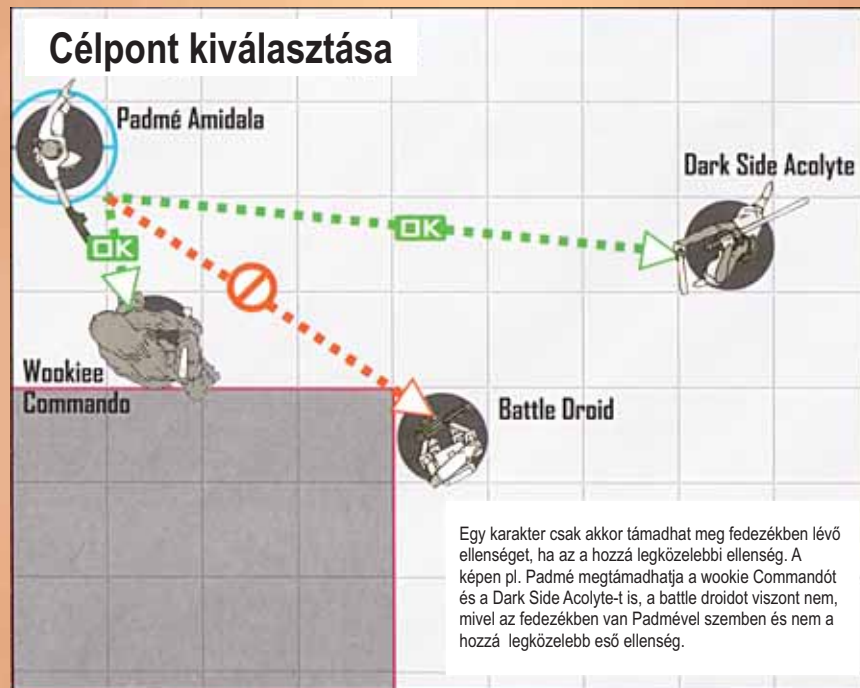 Célpont kiválasztása
Padmé Amidala
Dark Side Acolyte
OK
OK
Wookiee
Commando
Battle Droid
Egy karakter csak akkor támadhat meg fedezékben lévő
ellenséget, ha az a hozzá legközelebbi ellenség. A
képen pl. Padmé megtámadhatja a wookie Commandót
és a Dark Side Acolyte-t is, a battle droidot viszont nem,
mivel az fedezékben van Padmével szemben és nem a
hozzá legközelebb eső ellenség.